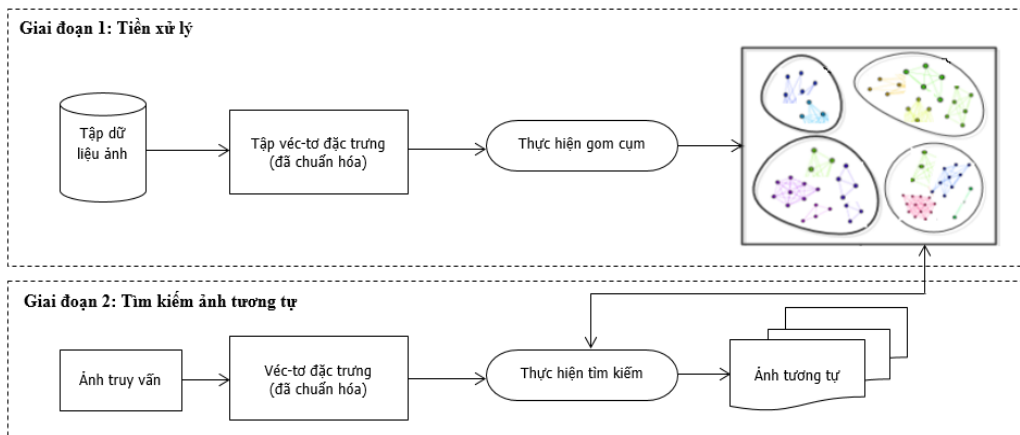 Giai đoạn 1: Tiền xử lý
Tập dữ
liệu ảnh
Tập véc-tơ đặc trưng
(đã chuẩn hóa)
Thực hiện gom cụm
Giai đoạn 2: Tìm kiếm ảnh tương tự
Ảnh truy vấn
Véc-tơ đặc trưng
(đã chuẩn hóa)
Thực hiện tìm kiếm
Ảnh tương tự